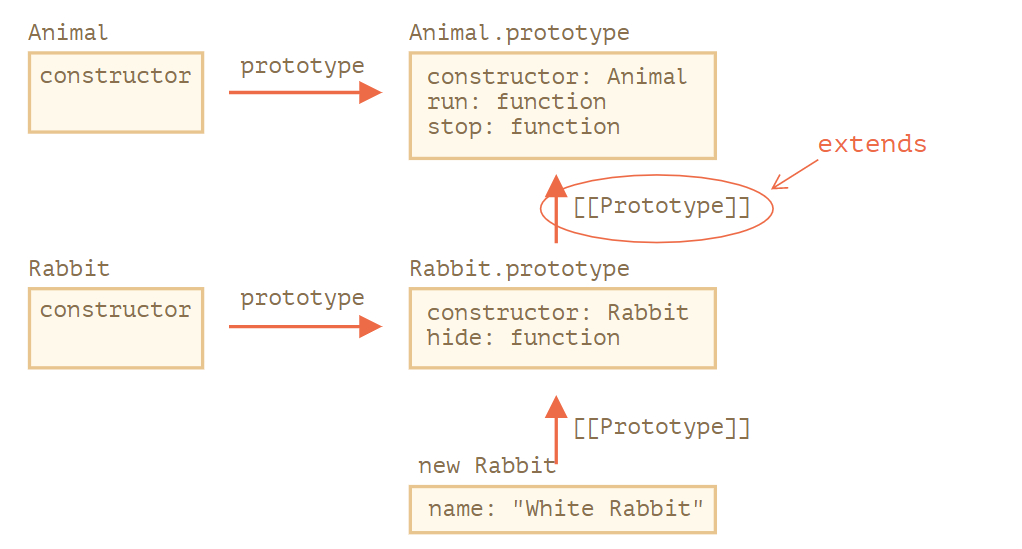 Animal
constructor
prototype
Animal.prototype
constructor: Animal
run: function
stop: function
extends
[[Prototype]]
Rabbit
constructor
prototype
Rabbit.prototype
constructor: Rabbit
hide: function
[[Prototype]]
new Rabbit
name: "White Rabbit"